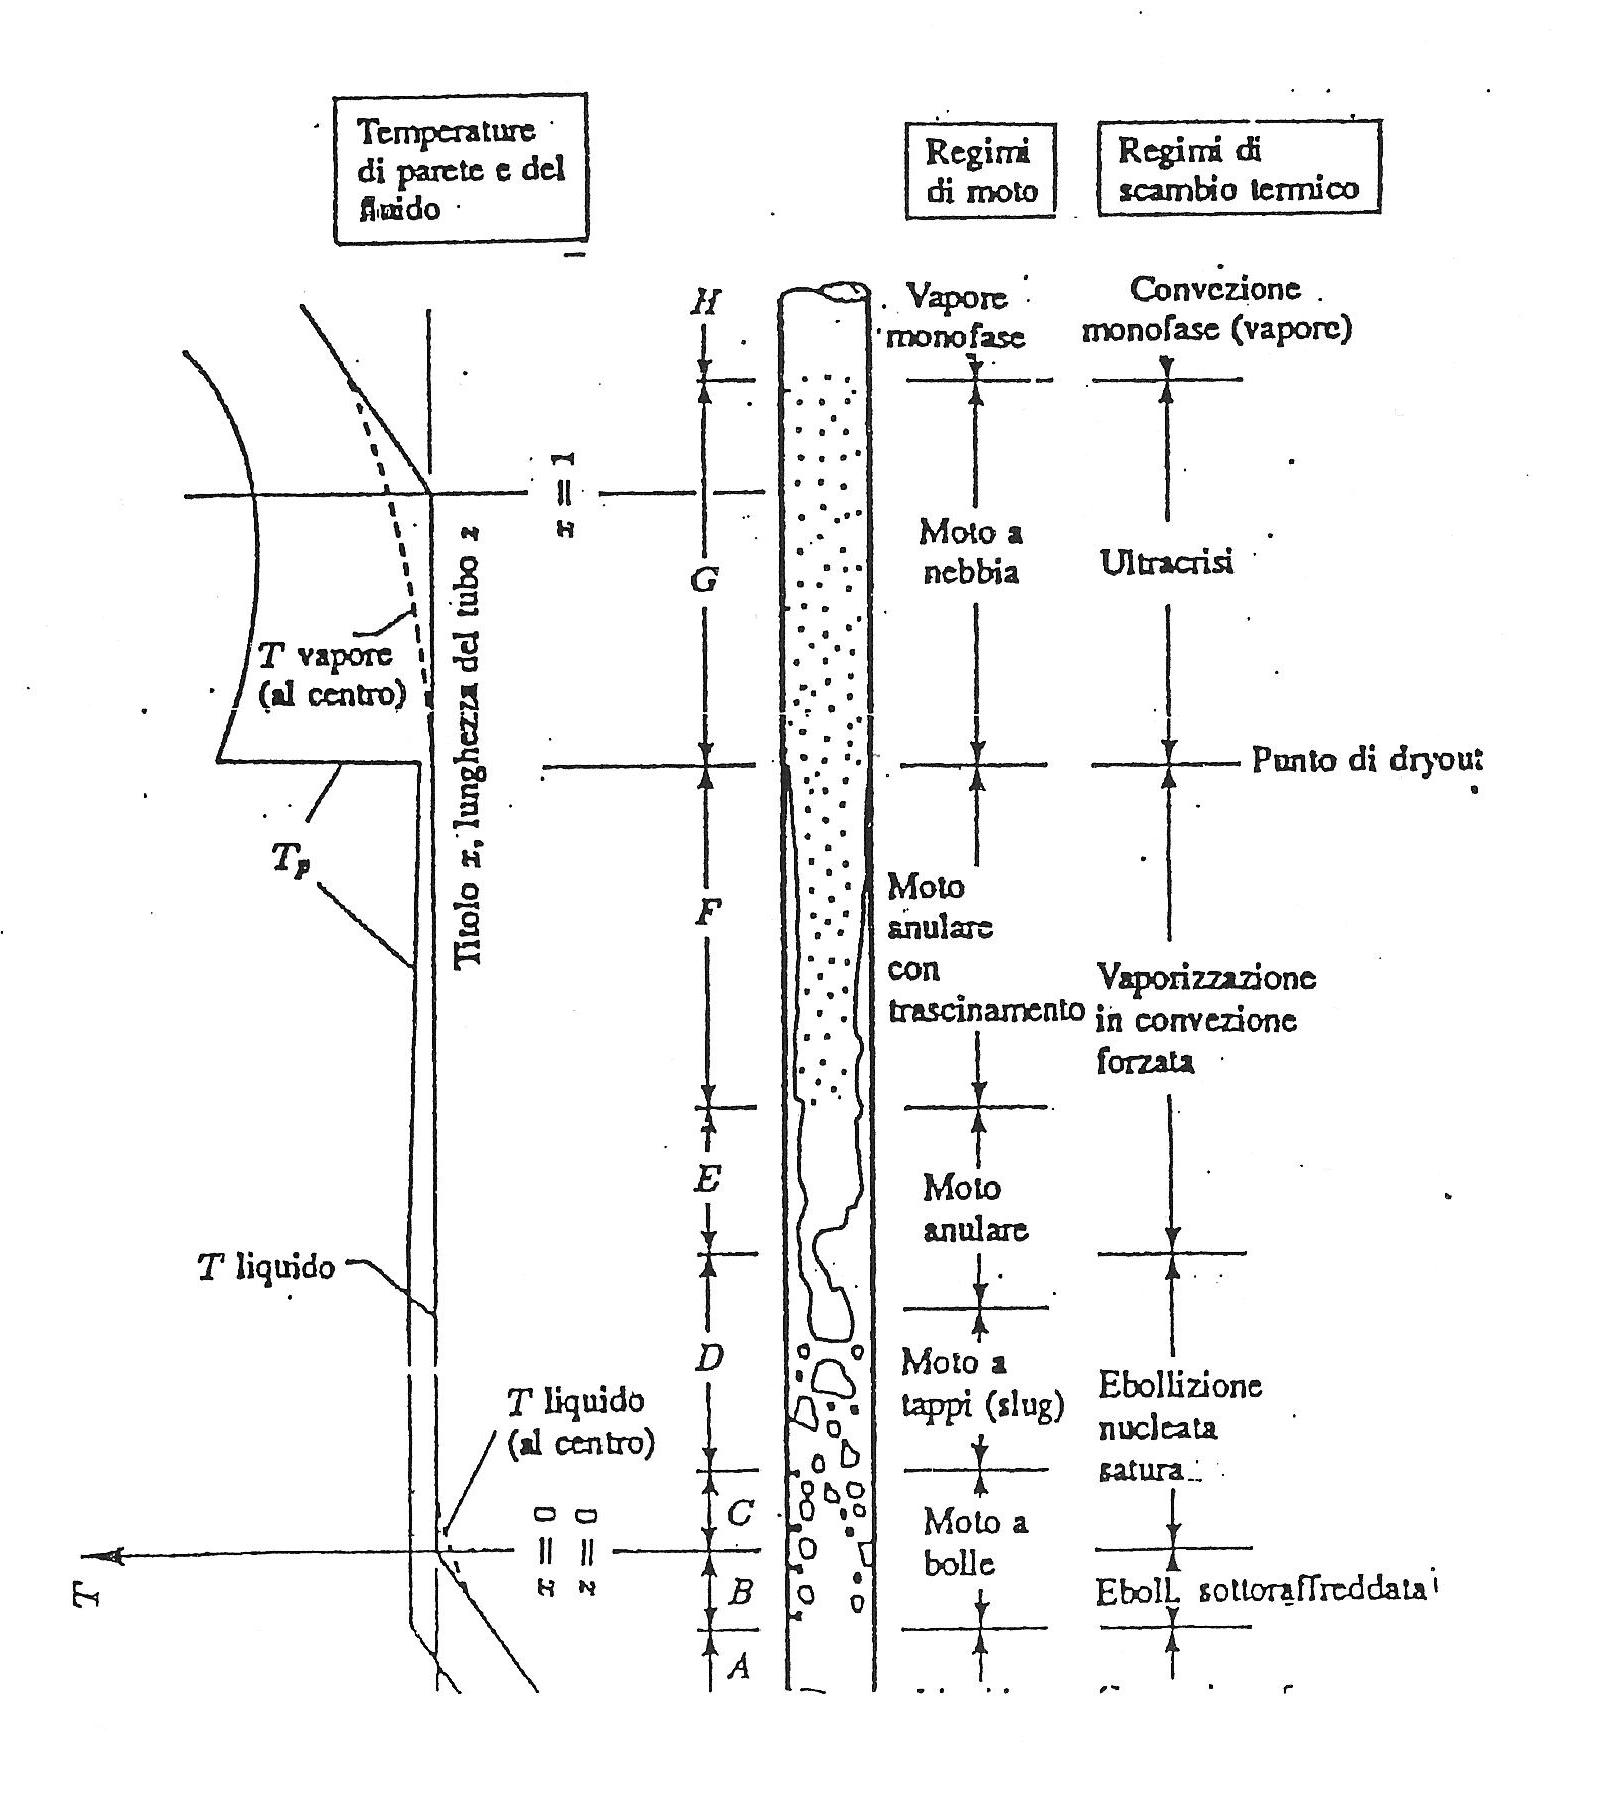 Temperature
di parete e del
fluido
Regimi
di moto
Regimi di
scambio termico
H
Vapore
monofase
Convezione
monofase (vapore)
x = 1
G
Moto a
nebbia
Ultracrisi
T vapore
(al centro)
Titolo x, lunghezza del tubo z
Punto di dryout
Tp
F
Moto
anulare
con
trascinamento
Vaporizzazione
in convezione
forzata
E
Moto
anulare
T liquido
D
Moto a
tappi (slug)
Ebollizione
nucleata
satura
T liquido
(al centro)
C
Moto a
bolle
x = 0
z = 0
T
B
Eboll. sottoraffreddata
A